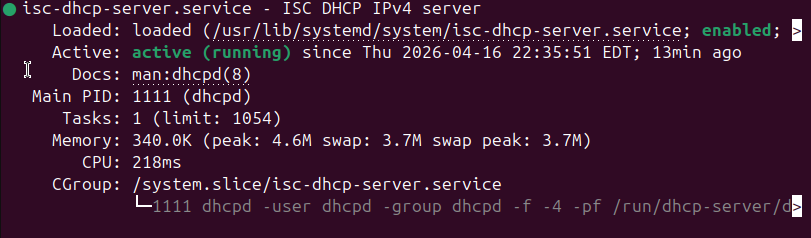 ● isc-dhcp-server.service - ISC DHCP IPv4 server
Loaded: loaded (/usr/lib/systemd/system/isc-dhcp-server.service; enabled; >
Active: active (running) since Thu 2026-04-16 22:35:51 EDT; 13min ago
Docs: man:dhcpd(8)
Main PID: 1111 (dhcpd)
Tasks: 1 (limit: 1054)
Memory: 340.0K (peak: 4.6M swap: 3.7M swap peak: 3.7M)
CPU: 218ms
CGroup: /system.slice/isc-dhcp-server.service
└─1111 dhcpd -user dhcpd -group dhcpd -f -4 -pf /run/dhcp-server/d>